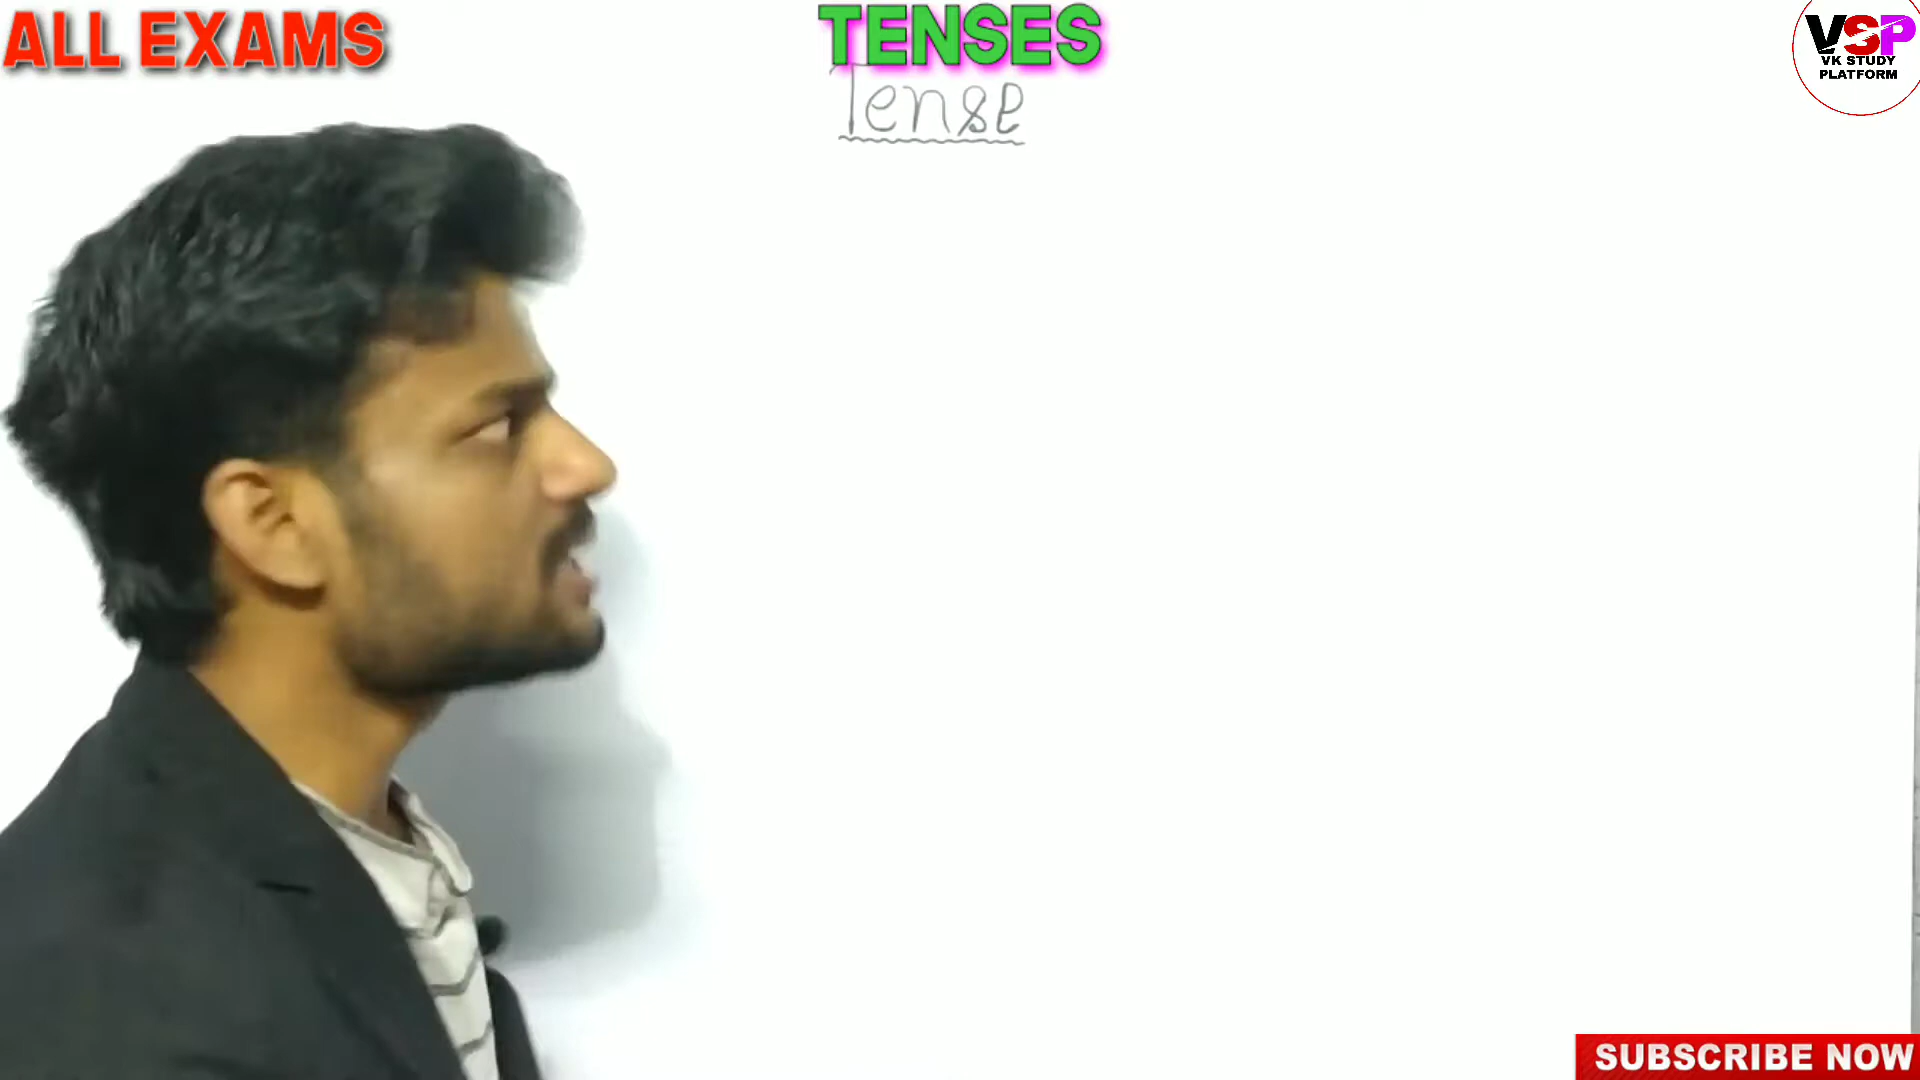 ALL EXAMS
TENSES
Tense
VSP
VK STUDY
PLATFORM
SUBSCRIBE NOW